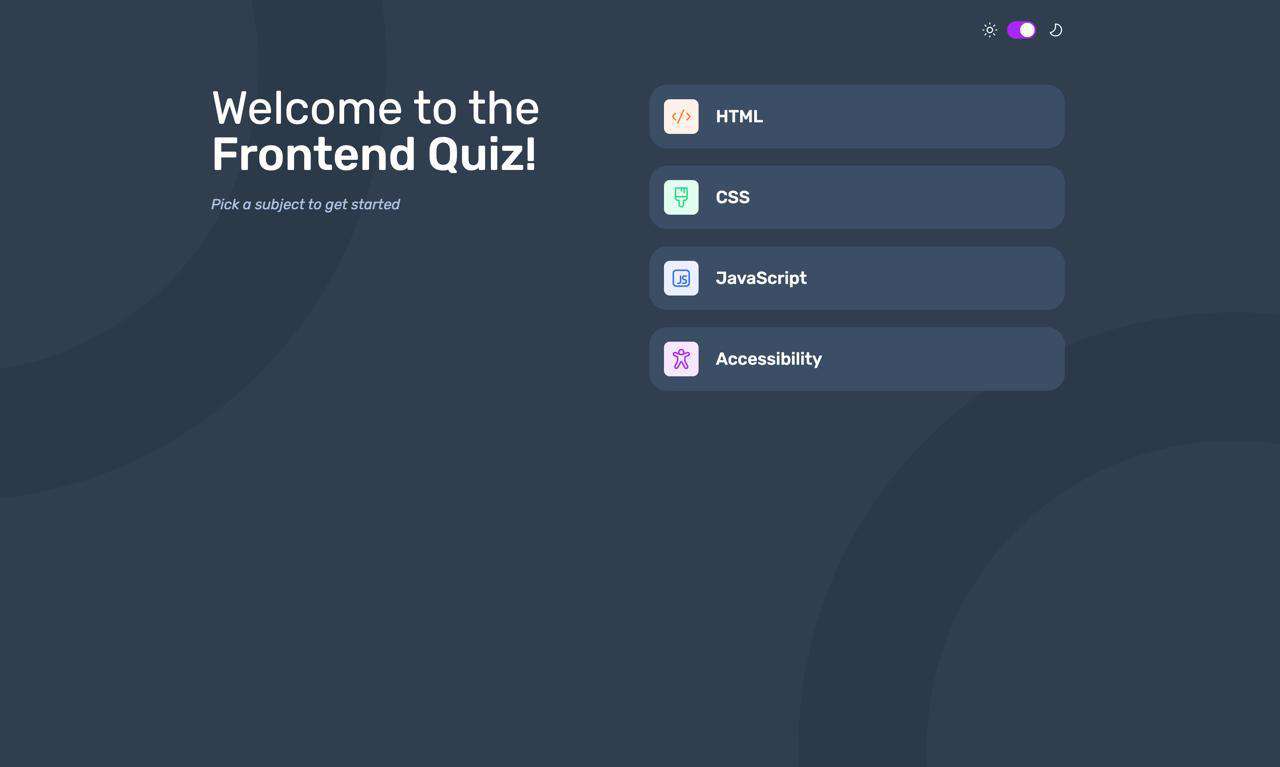 Welcome to the
Frontend Quiz!
Pick a subject to get started
HTML
CSS
JS
JavaScript
Accessibility